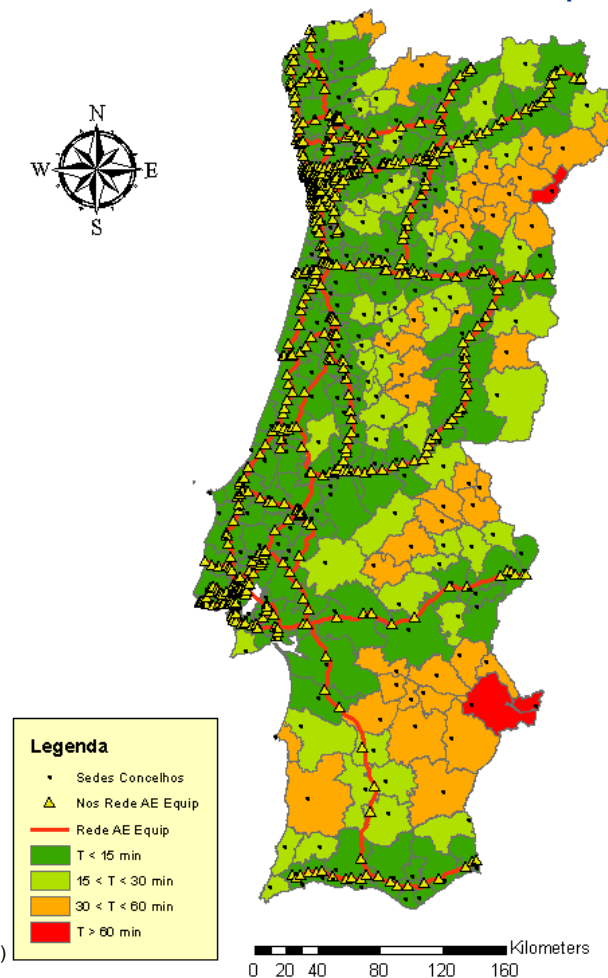 N
W E
S
Legenda
Sedes Concelhos
Nos Rede AE Equip
Rede AE Equip
T < 15 min
15 < T < 30 min
30 < T < 60 min
T > 60 min
)
Kilometers
0 20 40 80 120 160